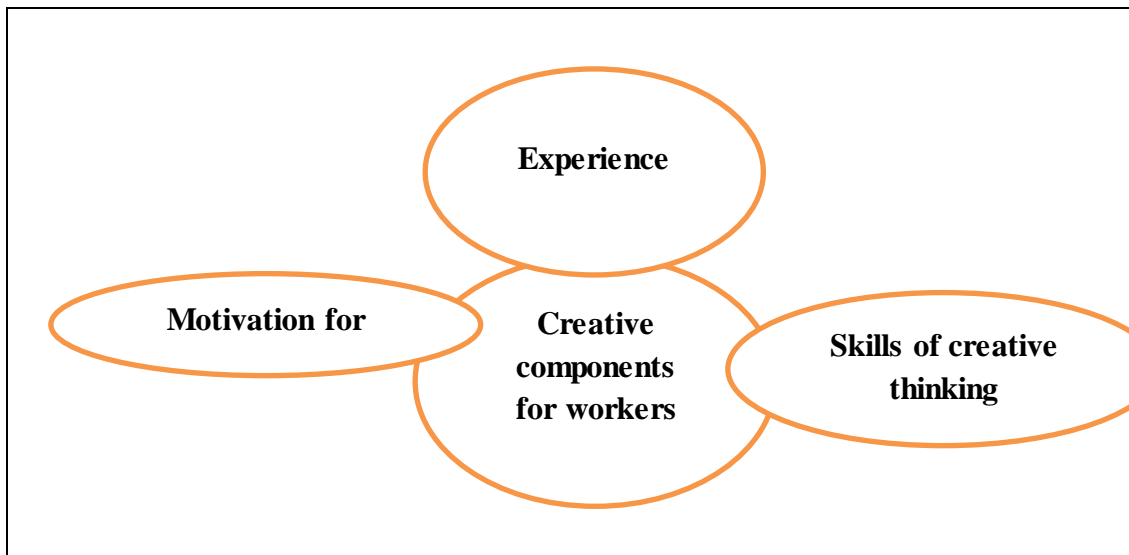 Experience
Motivation for
Creative
components
for workers
Skills of creative
thinking